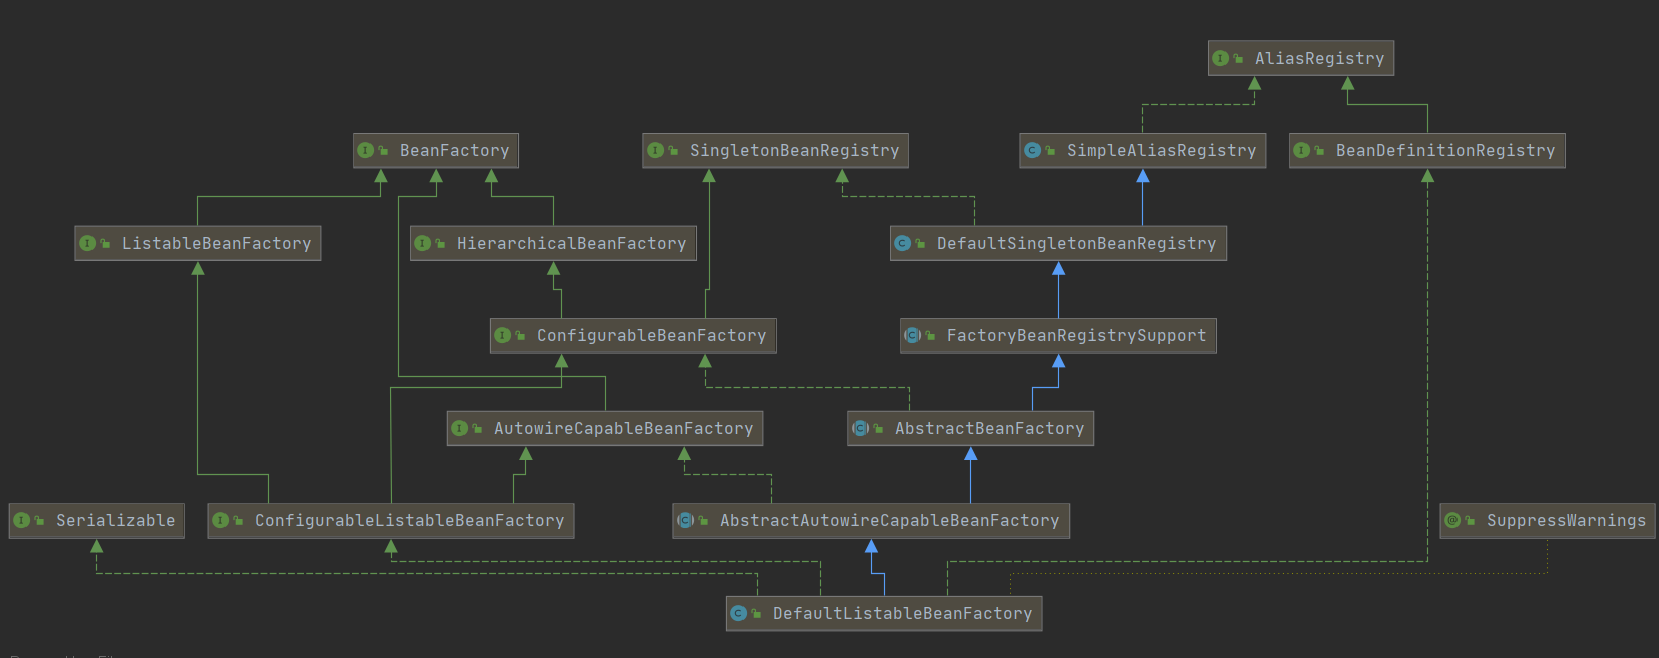 AliasRegistry
BeanFactory
SingletonBeanRegistry
SimpleAliasRegistry
BeanDefinitionRegistry
ListableBeanFactory
HierarchicalBeanFactory
DefaultSingletonBeanRegistry
ConfigurableBeanFactory
FactoryBeanRegistrySupport
AutowireCapableBeanFactory
AbstractBeanFactory
Serializable
ConfigurableListableBeanFactory
AbstractAutowireCapableBeanFactory
SuppressWarnings
DefaultListableBeanFactory